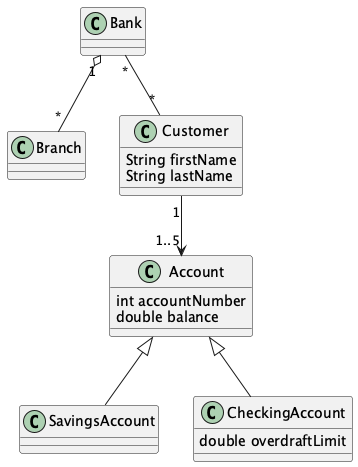 C Bank
1
*
*
*
C Branch
C Customer
String firstName
String lastName
1
1..5
C Account
int accountNumber
double balance
C SavingsAccount
C CheckingAccount
double overdraftLimit